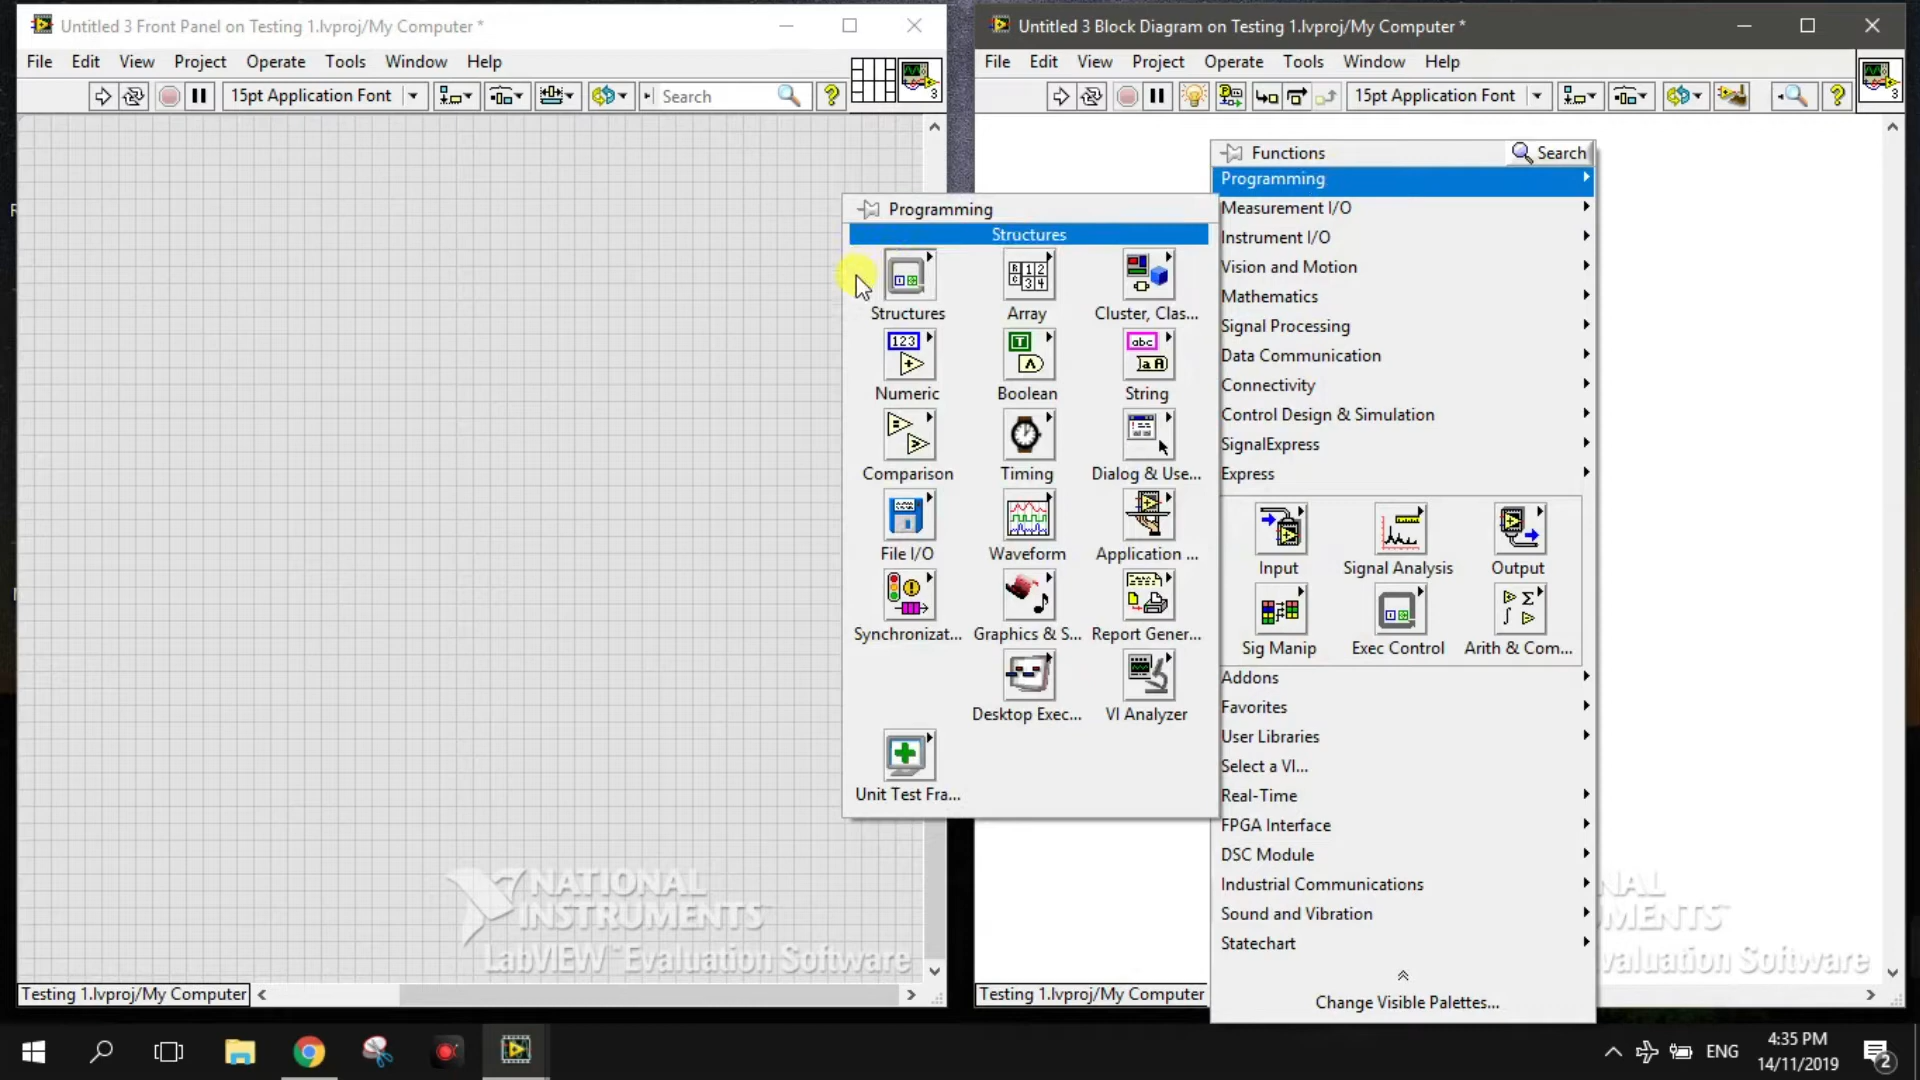 Untitled 3 Front Panel on Testing 1.lvproj/My Computer *
File Edit View Project Operate Tools Window Help
15pt Application Font
Search
3
Untitled 3 Block Diagram on Testing 1.lvproj/My Computer *
File Edit View Project Operate Tools Window Help
15pt Application Font
3
Programming
Structures
Structures Array Cluster, Clas...
Numeric Boolean String
Comparison Timing Dialog & Use...
File I/O Waveform Application ...
Synchronizat... Graphics & S... Report Gener...
Desktop Exec... VI Analyzer
Unit Test Fra...
Functions Search
Programming
Measurement I/O
Instrument I/O
Vision and Motion
Mathematics
Signal Processing
Data Communication
Connectivity
Control Design & Simulation
SignalExpress
Express
Input Signal Analysis Output
Sig Manip Exec Control Arith & Com...
Addons
Favorites
User Libraries
Select a VI...
Real-Time
FPGA Interface
DSC Module
Industrial Communications
Sound and Vibration
Statechart
Change Visible Palettes...
NATIONAL
INSTRUMENTS
LabVIEW™ Evaluation Software
Testing 1.lvproj/My Computer
Testing 1.lvproj/My Computer
ENG
4:35 PM
14/11/2019
2